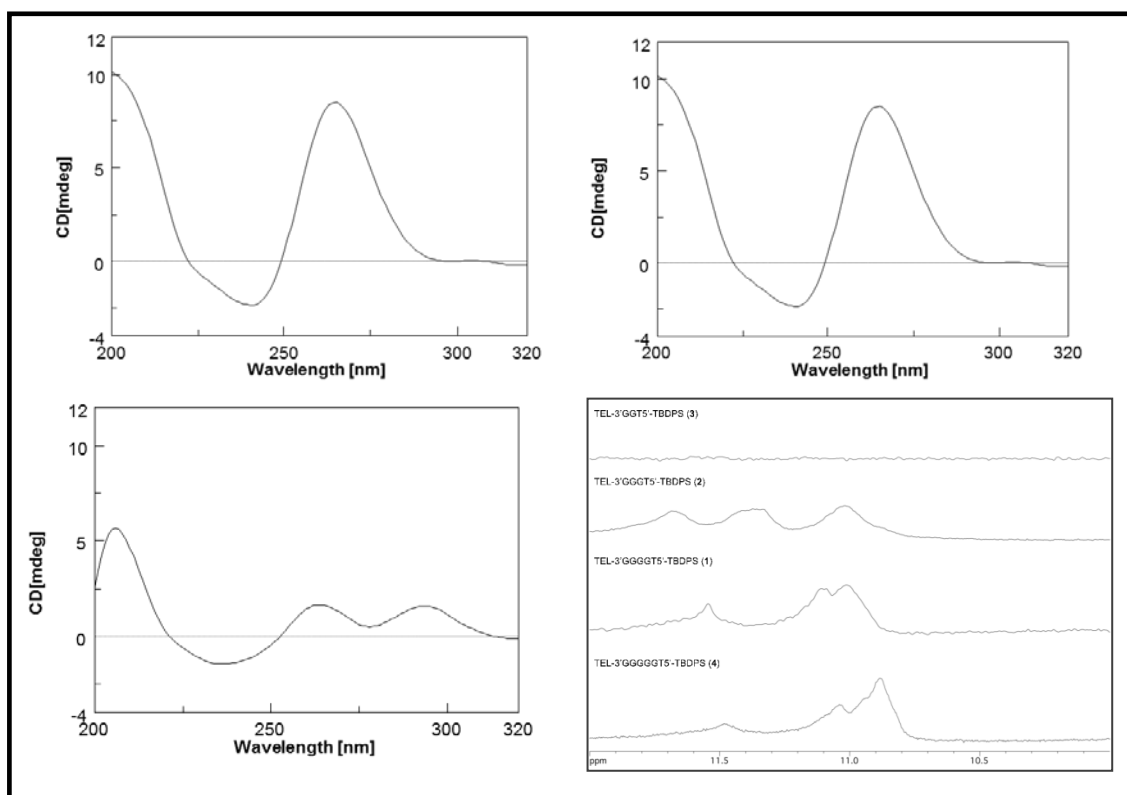 12
10
5
0
-4
CD[mdeg]
200
250
300
320
Wavelength [nm]
12
10
5
0
-4
CD[mdeg]
200
250
300
320
Wavelength [nm]
12
10
5
0
-4
CD[mdeg]
200
250
300
320
Wavelength [nm]
TEL-3'GGT5'-TBDPS (3)
TEL-3'GGGT5'-TBDPS (2)
TEL-3'GGGGT5'-TBDPS (1)
TEL-3'GGGGGT5'-TBDPS (4)
ppm
11.5
11.0
10.5